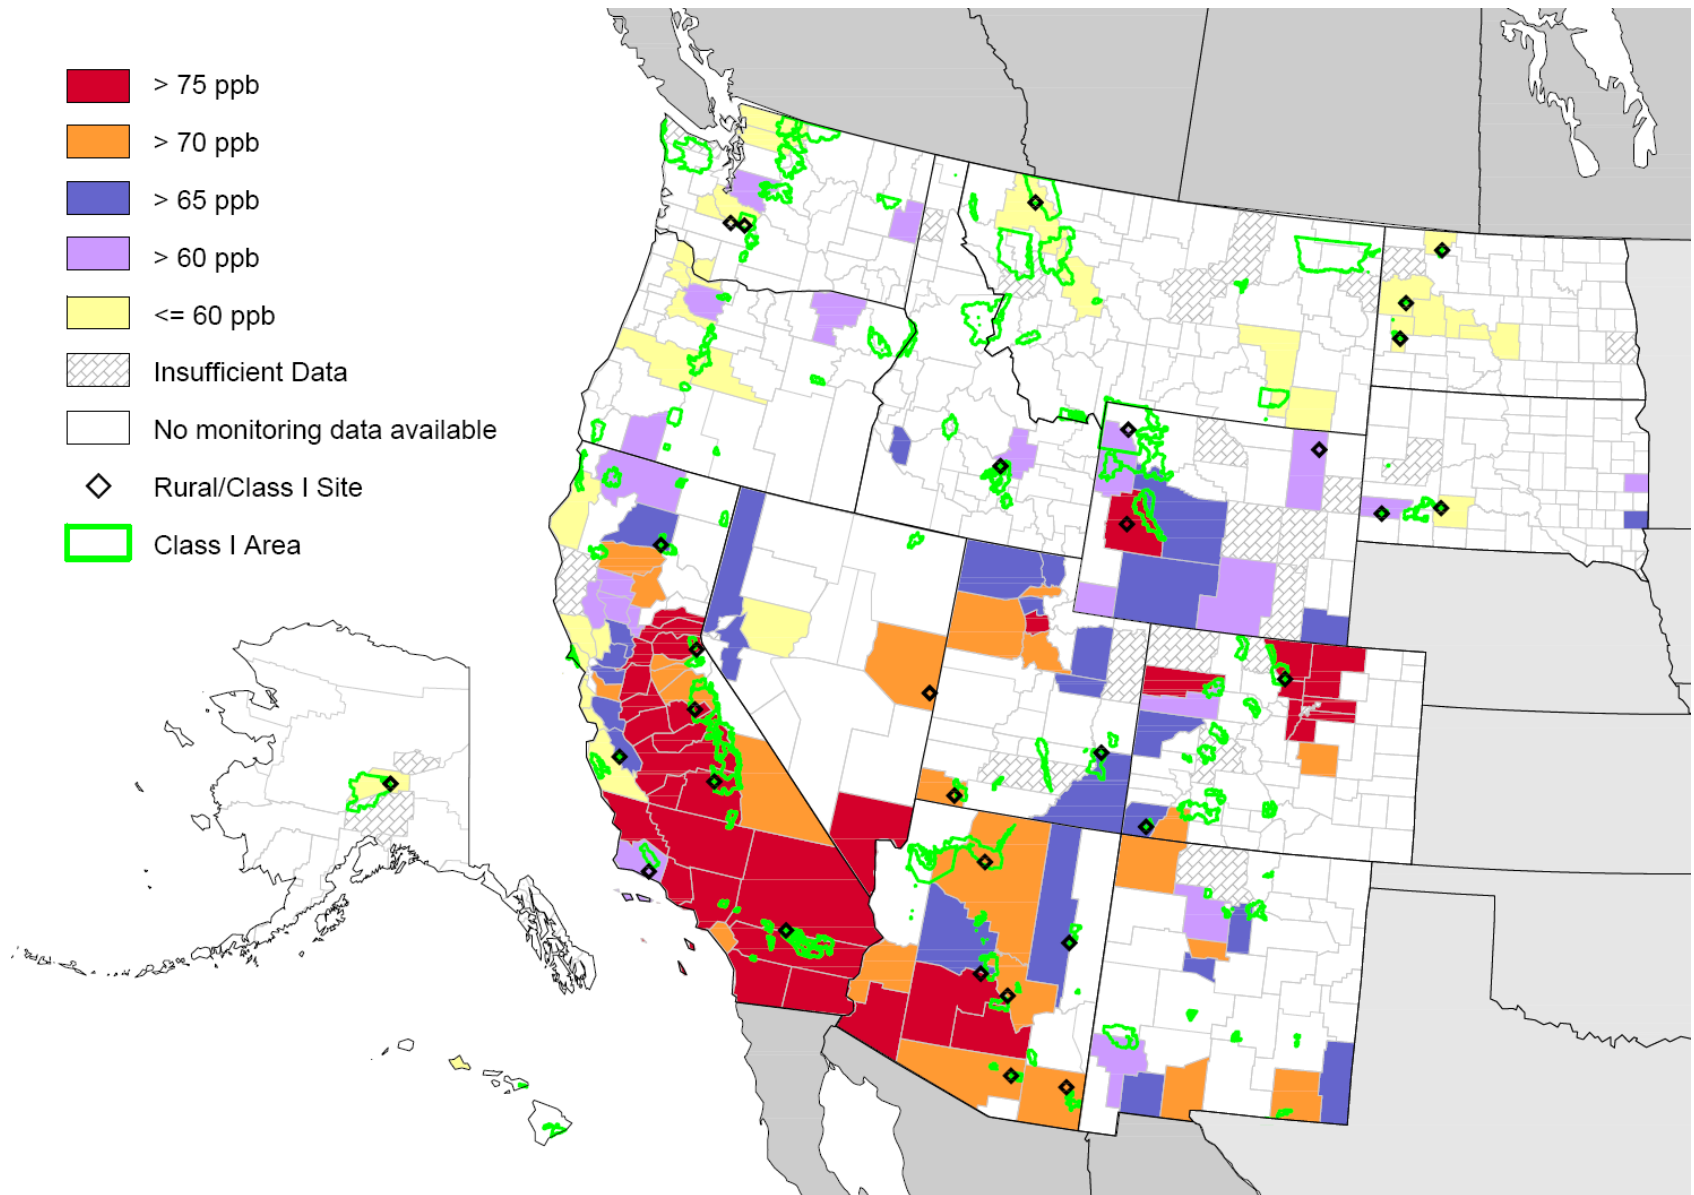 > 75 ppb
> 70 ppb
> 65 ppb
> 60 ppb
<= 60 ppb
Insufficient Data
No monitoring data available
Rural/Class I Site
Class I Area